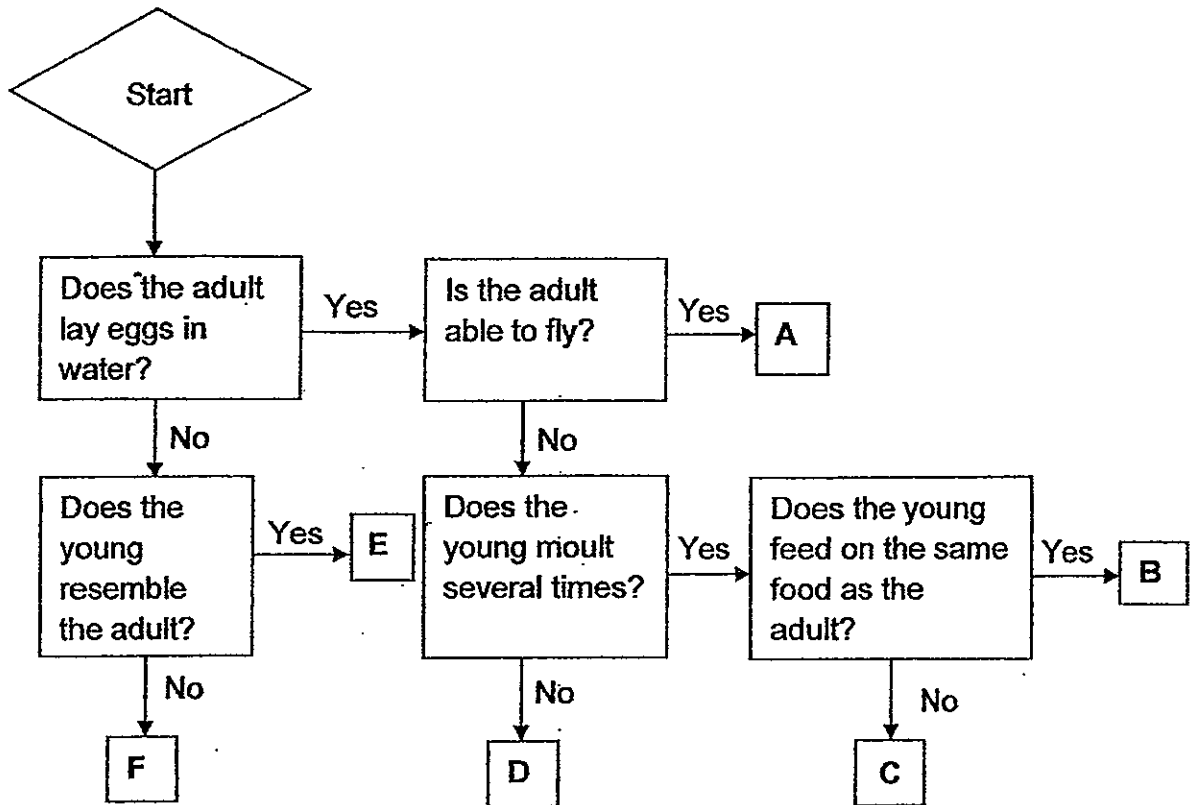 Start
Does the adult
lay eggs in
water?
Yes
Is the adult
able to fly?
Yes
A
No
No
Does the
young
resemble
the adult?
Yes
E
Does the
young moult
several times?
Yes
Does the young
feed on the same
food as the
adult?
Yes
B
No
No
No
F
D
C